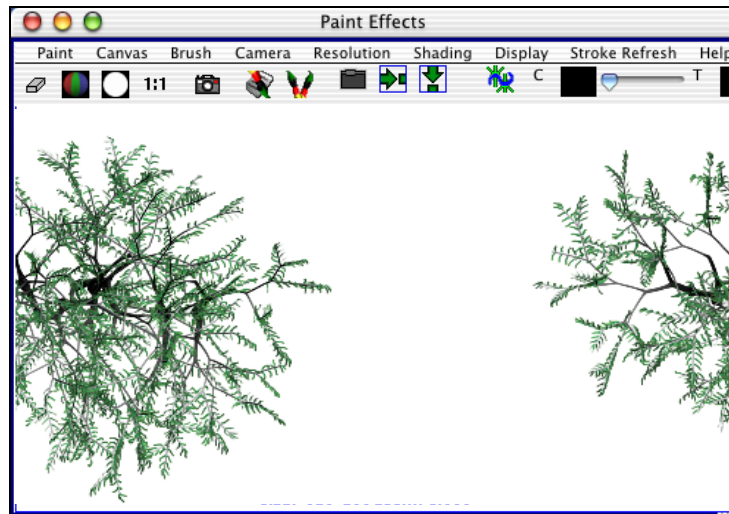 Paint Effects
Paint Canvas Brush Camera Resolution Shading Display Stroke Refresh Help
1:1 C T